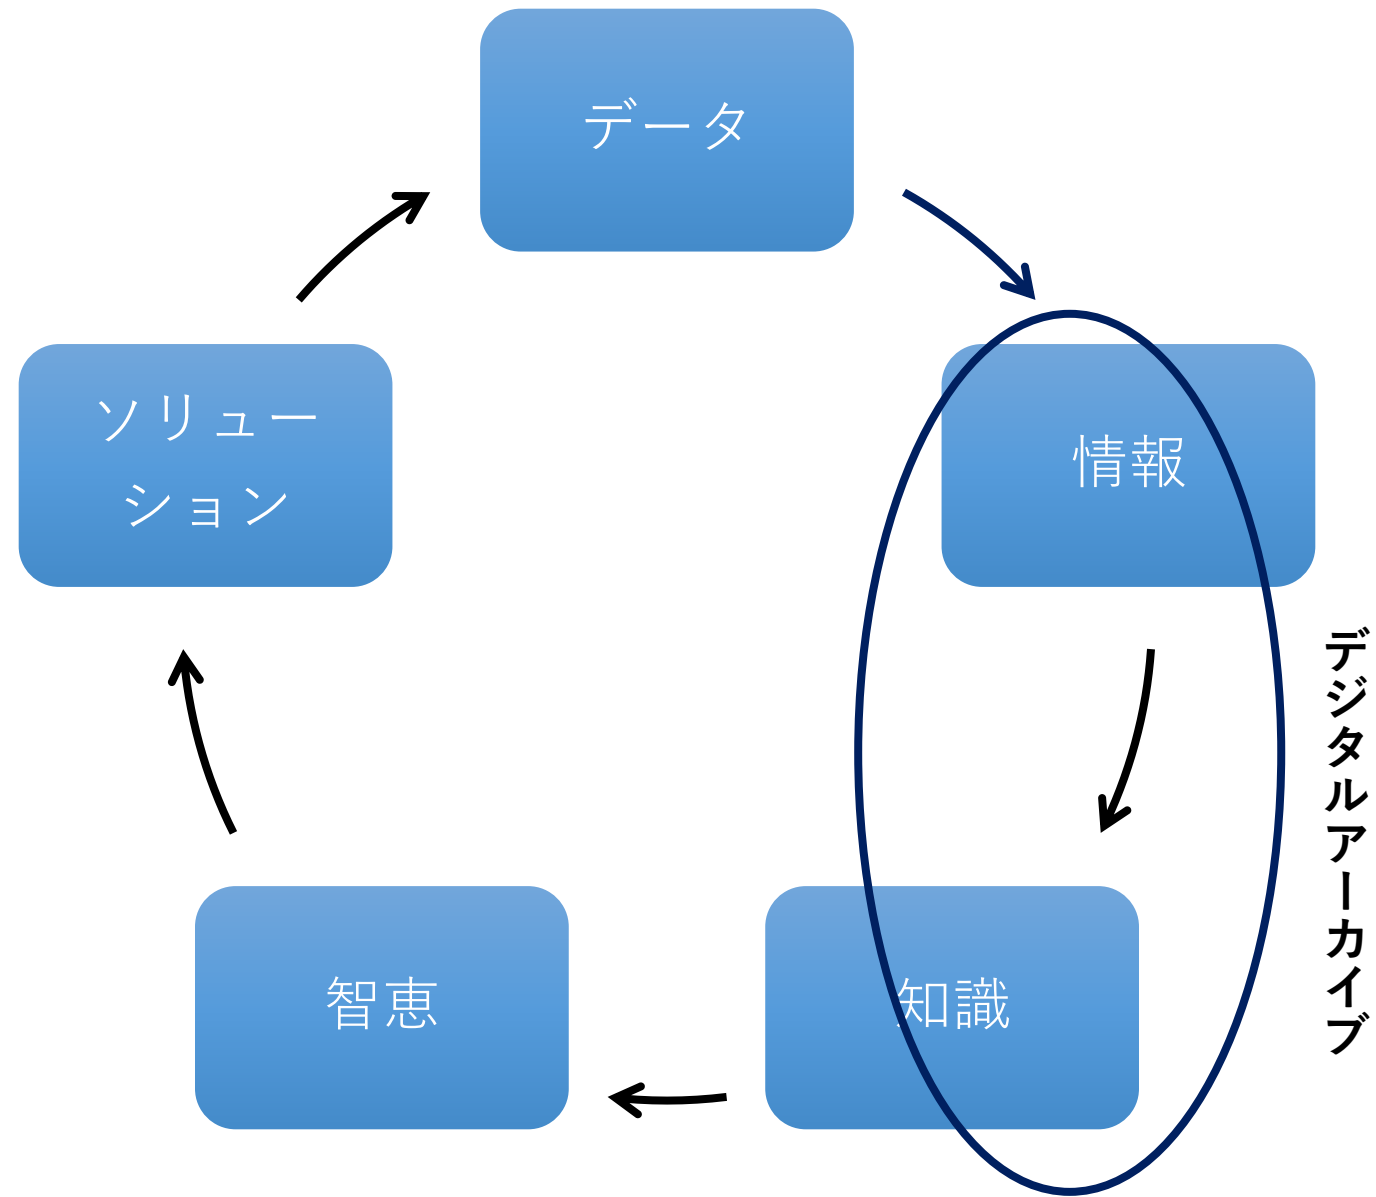 データ
情報
知識
智恵
ソリュー
ション
デジタルアーカイブ